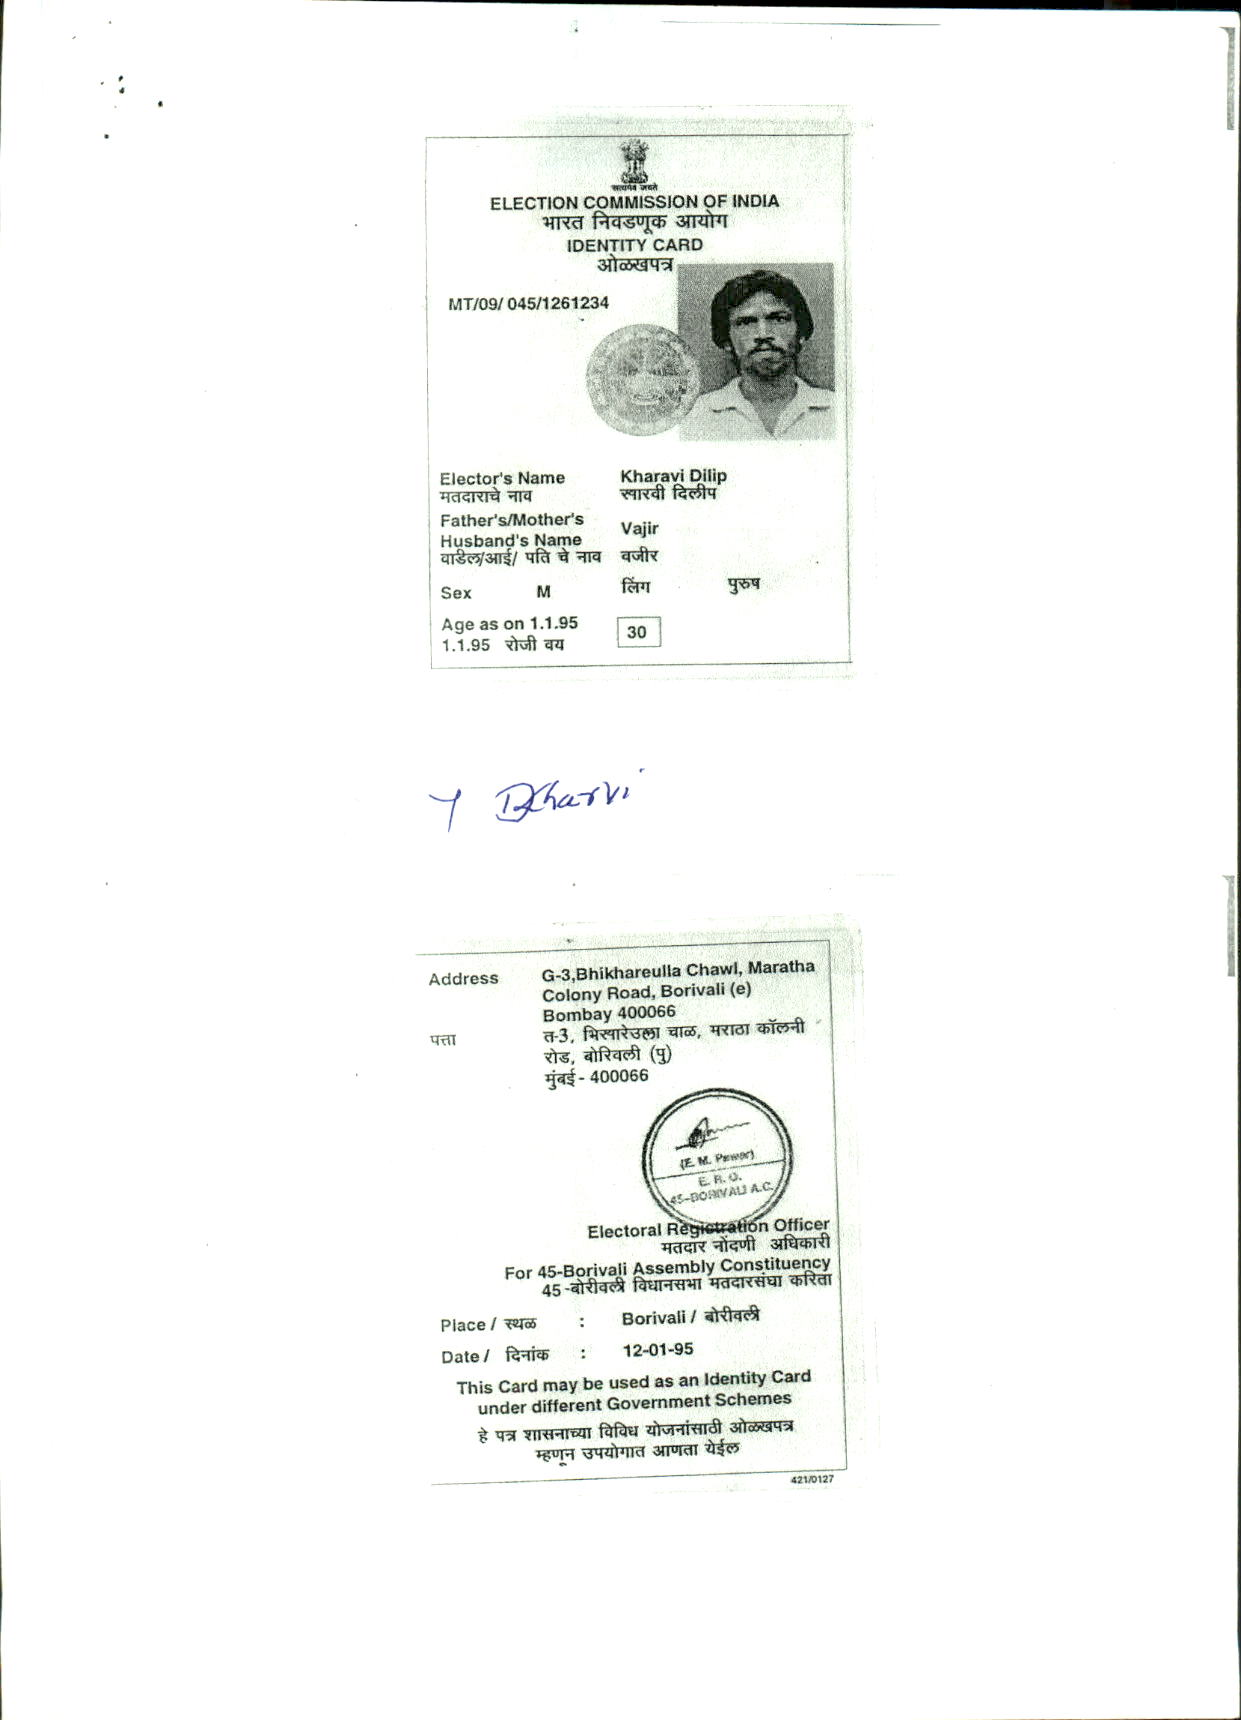 सत्यमेव जयते
ELECTION COMMISSION OF INDIA
भारत निवडणूक आयोग
IDENTITY CARD
ओळखपत्र
MT/09/ 045/1261234
Elector's Name Kharavi Dilip
मतदाराचे नाव खारवी दिलीप
Father's/Mother's
Husband's Name Vajir
वाडील/आई/ पति चे नाव वजीर
Sex M लिंग पुरुष
Age as on 1.1.95
1.1.95 रोजी वय 30
DKharvi
Address G-3,Bhikhareulla Chawl, Maratha
Colony Road, Borivali (e)
Bombay 400066
पत्ता त-3, भिखारेउला चाळ, मराठा कॉलनी
रोड, बोरिवली (पु)
मुंबई - 400066
(E. M. Pawar)
E. R. O.
45-BORIVALI A.C.
Electoral Registration Officer
मतदार नोंदणी अधिकारी
For 45-Borivali Assembly Constituency
45 -बोरीवली विधानसभा मतदारसंघा करिता
Place / स्थळ : Borivali / बोरीवली
Date / दिनांक : 12-01-95
This Card may be used as an Identity Card
under different Government Schemes
हे पत्र शासनाच्या विविध योजनांसाठी ओळखपत्र
म्हणून उपयोगात आणता येईल
421/0127